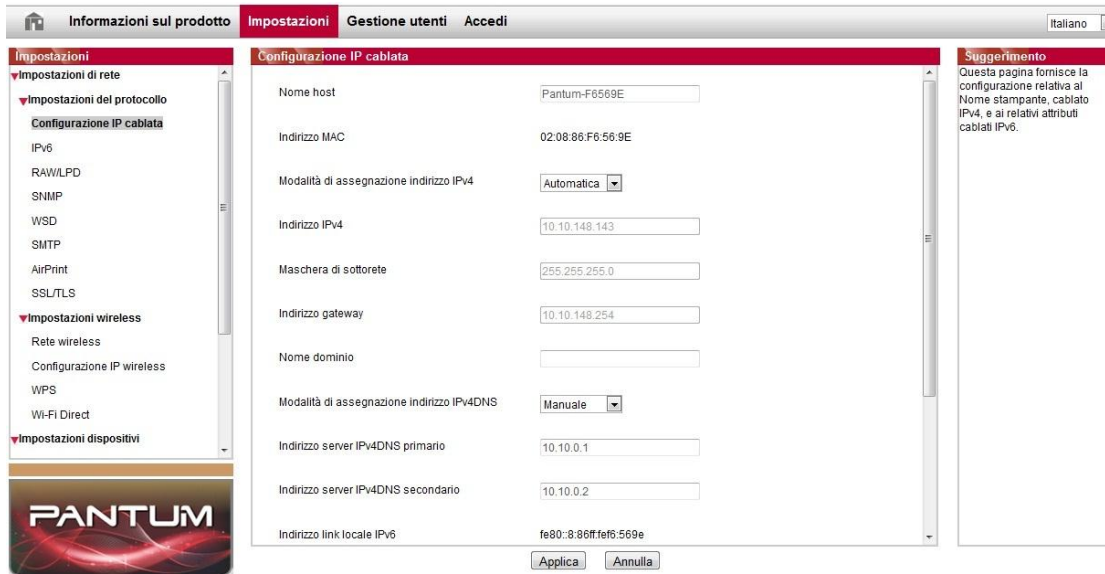 Informazioni sul prodotto Impostazioni Gestione utenti Accedi Italiano
Impostazioni
Impostazioni di rete
Impostazioni del protocollo
Configurazione IP cablata
IPv6
RAW/LPD
SNMP
WSD
SMTP
AirPrint
SSL/TLS
Impostazioni wireless
Rete wireless
Configurazione IP wireless
WPS
Wi-Fi Direct
Impostazioni dispositivi
PANTUM
Configurazione IP cablata
Nome host Pantum-F6569E
Indirizzo MAC 02:08:86:F6:56:9E
Modalità di assegnazione indirizzo IPv4 Automatica
Indirizzo IPv4 10.10.148.143
Maschera di sottorete 255.255.255.0
Indirizzo gateway 10.10.148.254
Nome dominio
Modalità di assegnazione indirizzo IPv4DNS Manuale
Indirizzo server IPv4DNS primario 10.10.0.1
Indirizzo server IPv4DNS secondario 10.10.0.2
Indirizzo link locale IPv6 fe80::8:86ff:fef6:569e
Applica Annulla
Suggerimento
Questa pagina fornisce la
configurazione relativa al
Nome stampante, cablato
IPv4, e ai relativi attributi
cablati IPv6.